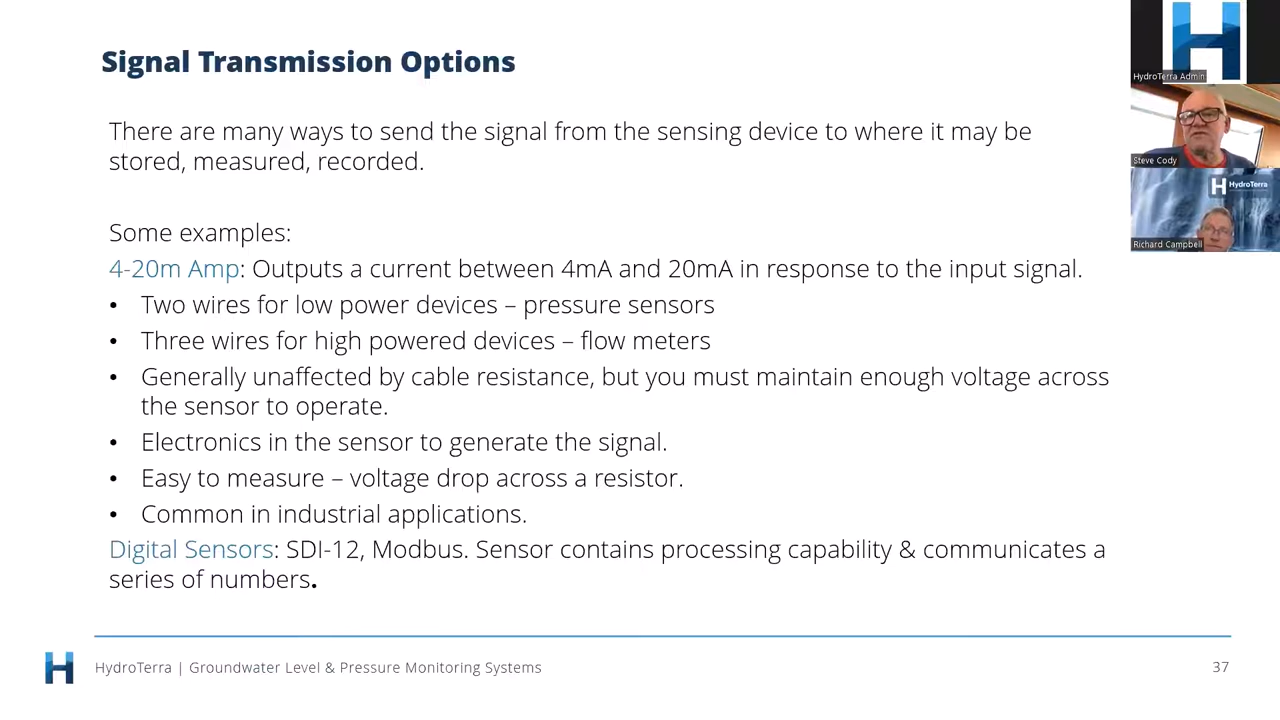 Signal Transmission Options
There are many ways to send the signal from the sensing device to where it may be
stored, measured, recorded.
Some examples:
4-20m Amp: Outputs a current between 4mA and 20mA in response to the input signal.
• Two wires for low power devices – pressure sensors
• Three wires for high powered devices – flow meters
• Generally unaffected by cable resistance, but you must maintain enough voltage across
the sensor to operate.
• Electronics in the sensor to generate the signal.
• Easy to measure – voltage drop across a resistor.
• Common in industrial applications.
Digital Sensors: SDI-12, Modbus. Sensor contains processing capability & communicates a
series of numbers.
HydroTerra | Groundwater Level & Pressure Monitoring Systems
37
HydroTerra Admin
Steve Cody
HydroTerra
Richard Campbell